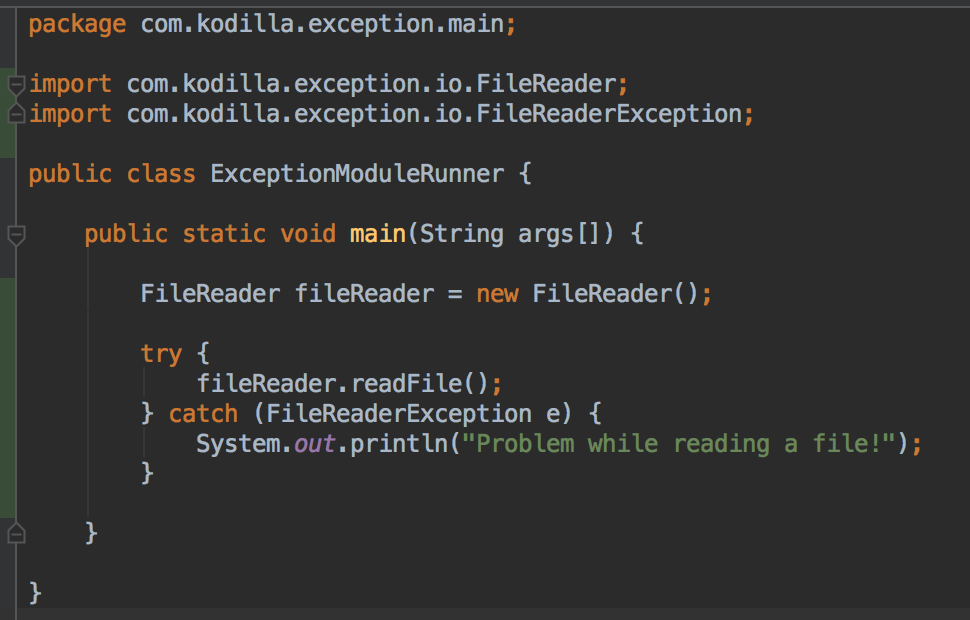 package com.kodilla.exception.main;
import com.kodilla.exception.io.FileReader;
import com.kodilla.exception.io.FileReaderException;
public class ExceptionModuleRunner {
public static void main(String args[]) {
FileReader fileReader = new FileReader();
try {
fileReader.readFile();
} catch (FileReaderException e) {
System.out.println("Problem while reading a file!");
}
}
}